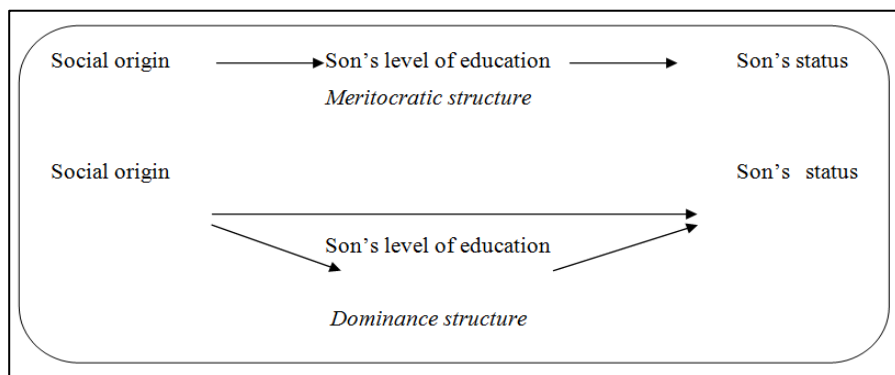 Social origin Son’s level of education Son’s status
Meritocratic structure
Social origin Son’s status
Son’s level of education
Dominance structure